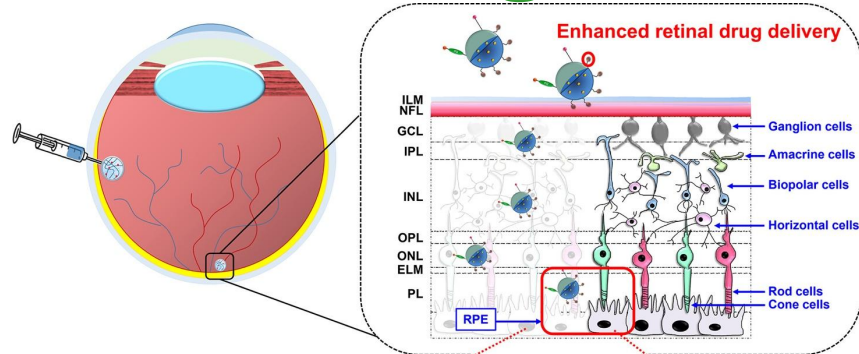 Enhanced retinal drug delivery
ILM
NFL
GCL
IPL
INL
OPL
ONL
ELM
PL
RPE
Ganglion cells
Amacrine cells
Biopolar cells
Horizontal cells
Rod cells
Cone cells